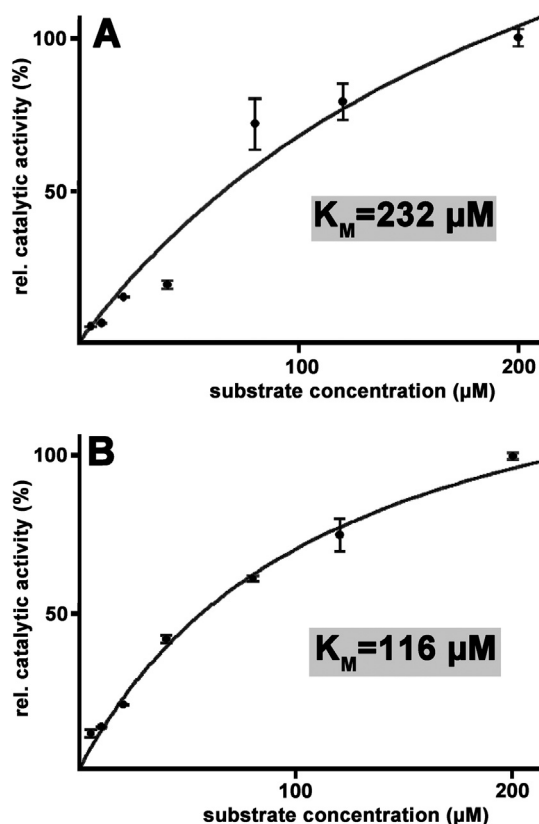 A
100
50
rel. catalytic activity (%)
K_M=232 µM
100
200
substrate concentration (µM)
B
100
50
rel. catalytic activity (%)
K_M=116 µM
100
200
substrate concentration (µM)